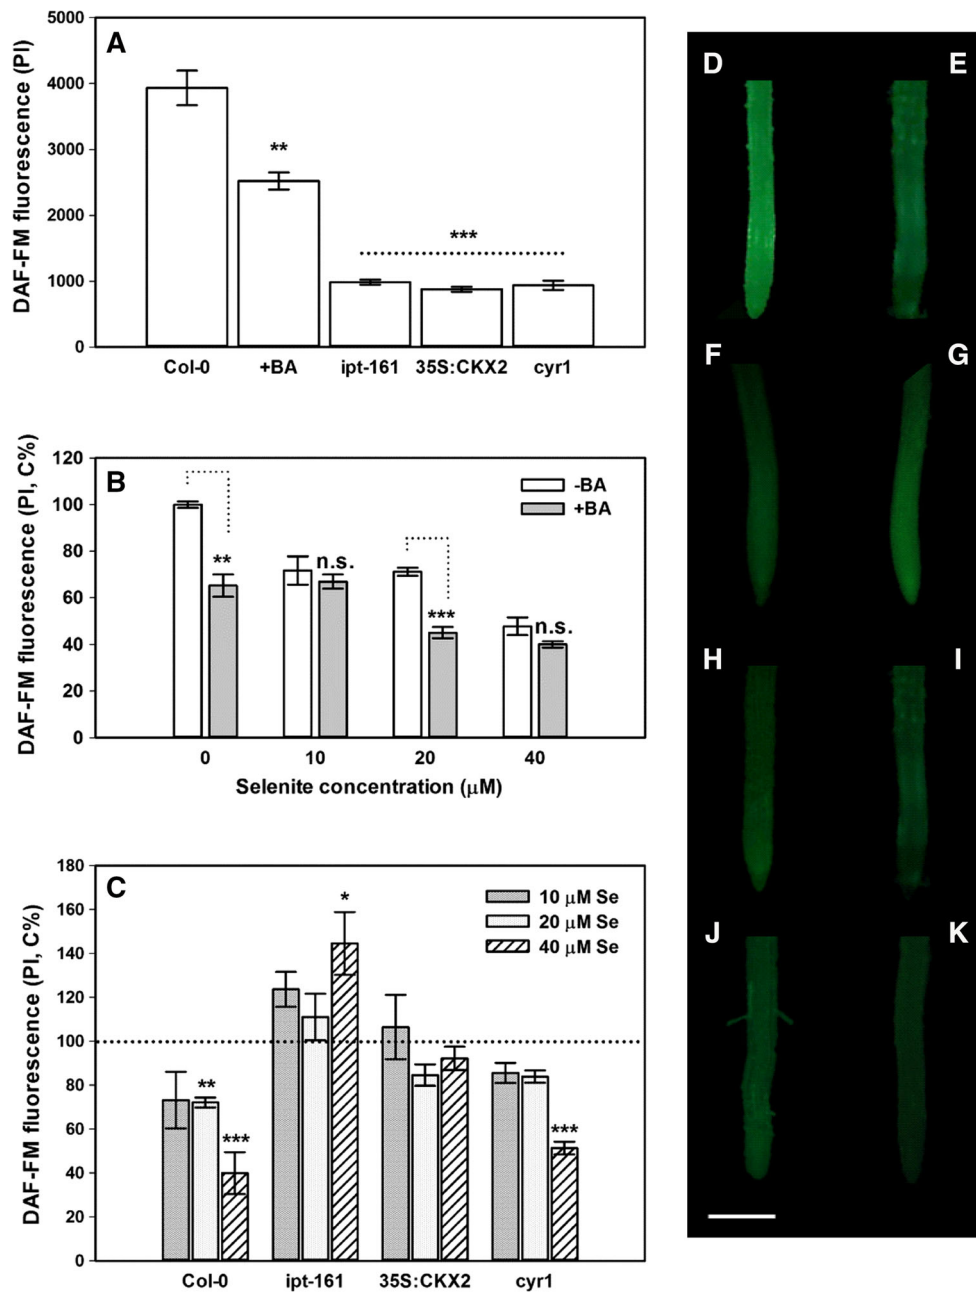 A
DAF-FM fluorescence (PI)
5000
4000
3000
2000
1000
0
**
***
Col-0 +BA ipt-161 35S:CKX2 cyr1
B
DAF-FM fluorescence (PI, C%)
120
100
80
60
40
20
0
-BA
+BA
** n.s. *** n.s.
0 10 20 40
Selenite concentration (μM)
C
DAF-FM fluorescence (PI, C%)
180
160
140
120
100
80
60
40
20
0
10 μM Se
20 μM Se
40 μM Se
** *** * ***
Col-0 ipt-161 35S:CKX2 cyr1
D E
F G
H I
J K